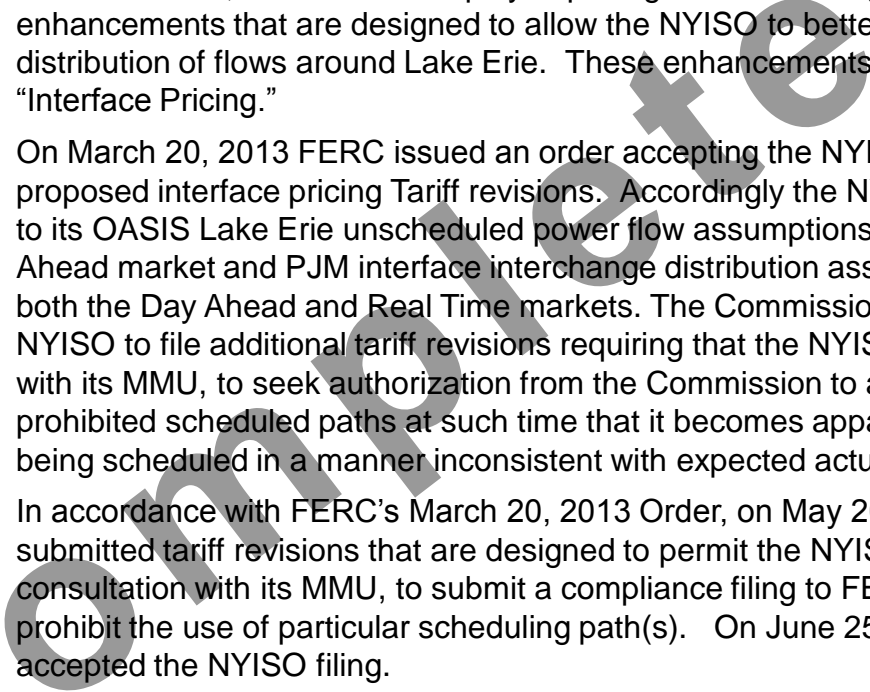 enhancements that are designed to allow the NYISO to bette
distribution of flows around Lake Erie. These enhancements
“Interface Pricing.”
On March 20, 2013 FERC issued an order accepting the NYI
proposed interface pricing Tariff revisions. Accordingly the N
to its OASIS Lake Erie unscheduled power flow assumptions
Ahead market and PJM interface interchange distribution ass
both the Day Ahead and Real Time markets. The Commissio
NYISO to file additional tariff revisions requiring that the NYIS
with its MMU, to seek authorization from the Commission to a
prohibited scheduled paths at such time that it becomes appa
being scheduled in a manner inconsistent with expected actu
In accordance with FERC’s March 20, 2013 Order, on May 2
submitted tariff revisions that are designed to permit the NYIS
consultation with its MMU, to submit a compliance filing to FE
prohibit the use of particular scheduling path(s). On June 25
accepted the NYISO filing.
omplete